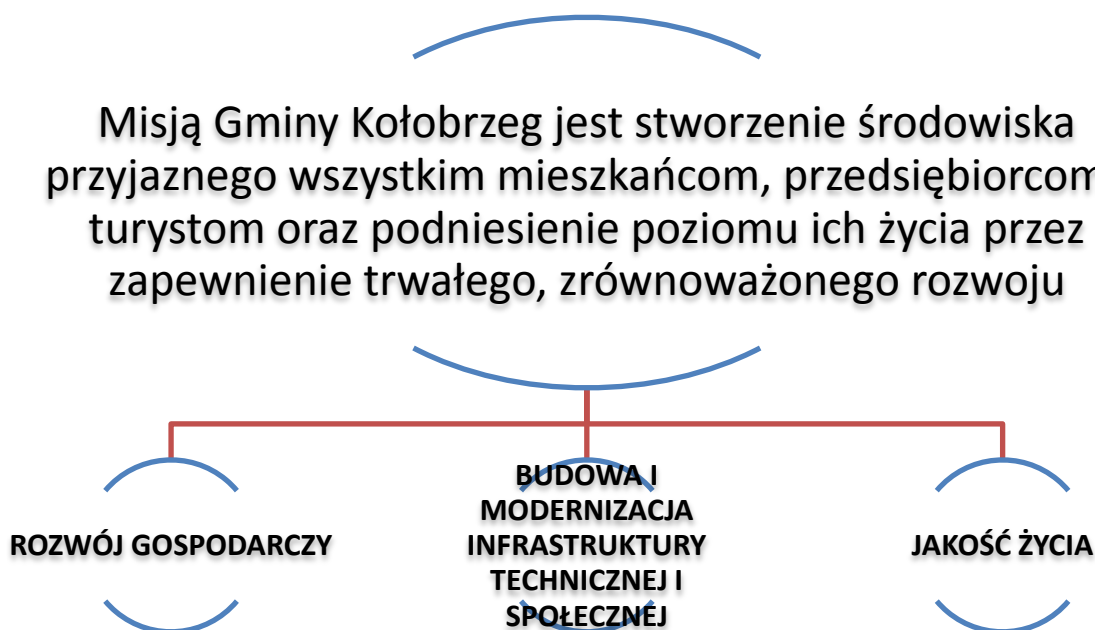 Misją Gminy Kołobrzeg jest stworzenie środowiska
przyjaznego wszystkim mieszkańcom, przedsiębiorcom
turystom oraz podniesienie poziomu ich życia przez
zapewnienie trwałego, zrównoważonego rozwoju
ROZWÓJ GOSPODARCZY
BUDOWA I
MODERNIZACJA
INFRASTRUKTURY
TECHNICZNEJ I
SPOŁECZNEJ
JAKOŚĆ ŻYCIA